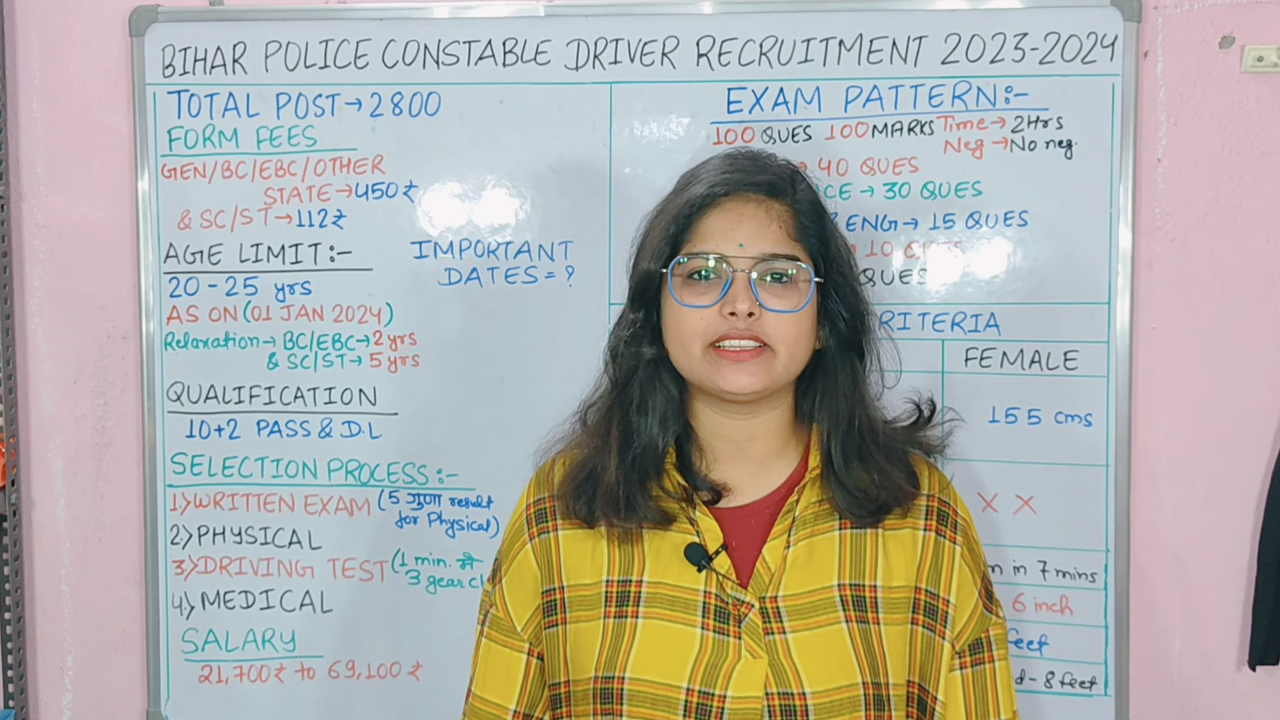 BIHAR POLICE CONSTABLE DRIVER RECRUITMENT 2023-2024
TOTAL POST→2800
FORM FEES
GEN/BC/EBC/OTHER
STATE→450₹
& SC/ST→112₹
AGE LIMIT:-
20-25 yrs
AS ON (01 JAN 2024)
Relaxation→ BC/EBC→2 yrs
& SC/ST→ 5 yrs
IMPORTANT
DATES = ?
QUALIFICATION
10+2 PASS & D.L.
SELECTION PROCESS:-
1.) WRITTEN EXAM (5 गुणा result
for Physical)
2.) PHYSICAL
3.) DRIVING TEST (1 min. में
3 gear
4.) MEDICAL
SALARY
21,700₹ to 69,100₹
EXAM PATTERN:-
100 QUES 100 MARKS Time→ 2Hrs
Neg→No neg.
→ 40 QUES
→ 30 QUES
ENG→ 15 QUES
10 QUES
QUES
FEMALE
155 cms
X X
in 7 mins
6 inch
feet
8 feet